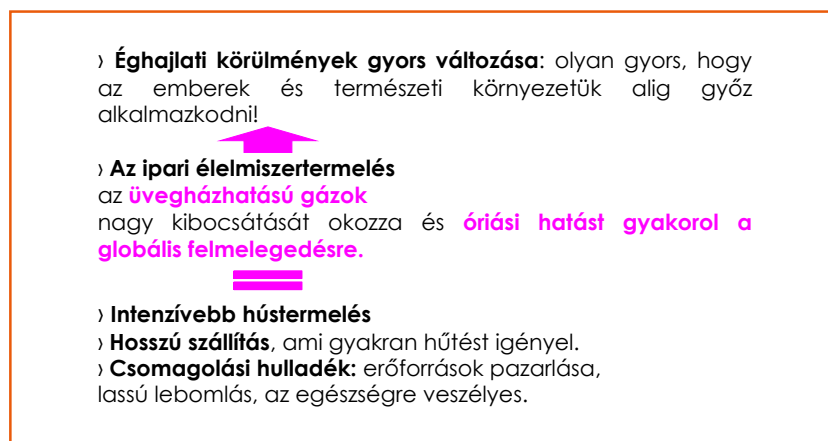 › Éghajlati körülmények gyors változása: olyan gyors, hogy
az emberek és természeti környezetük alig győz
alkalmazkodni!
› Az ipari élelmiszertermelés
az üvegházhatású gázok
nagy kibocsátását okozza és óriási hatást gyakorol a
globális felmelegedésre.
› Intenzívebb hústermelés
› Hosszú szállítás, ami gyakran hűtést igényel.
› Csomagolási hulladék: erőforrások pazarlása,
lassú lebomlás, az egészségre veszélyes.